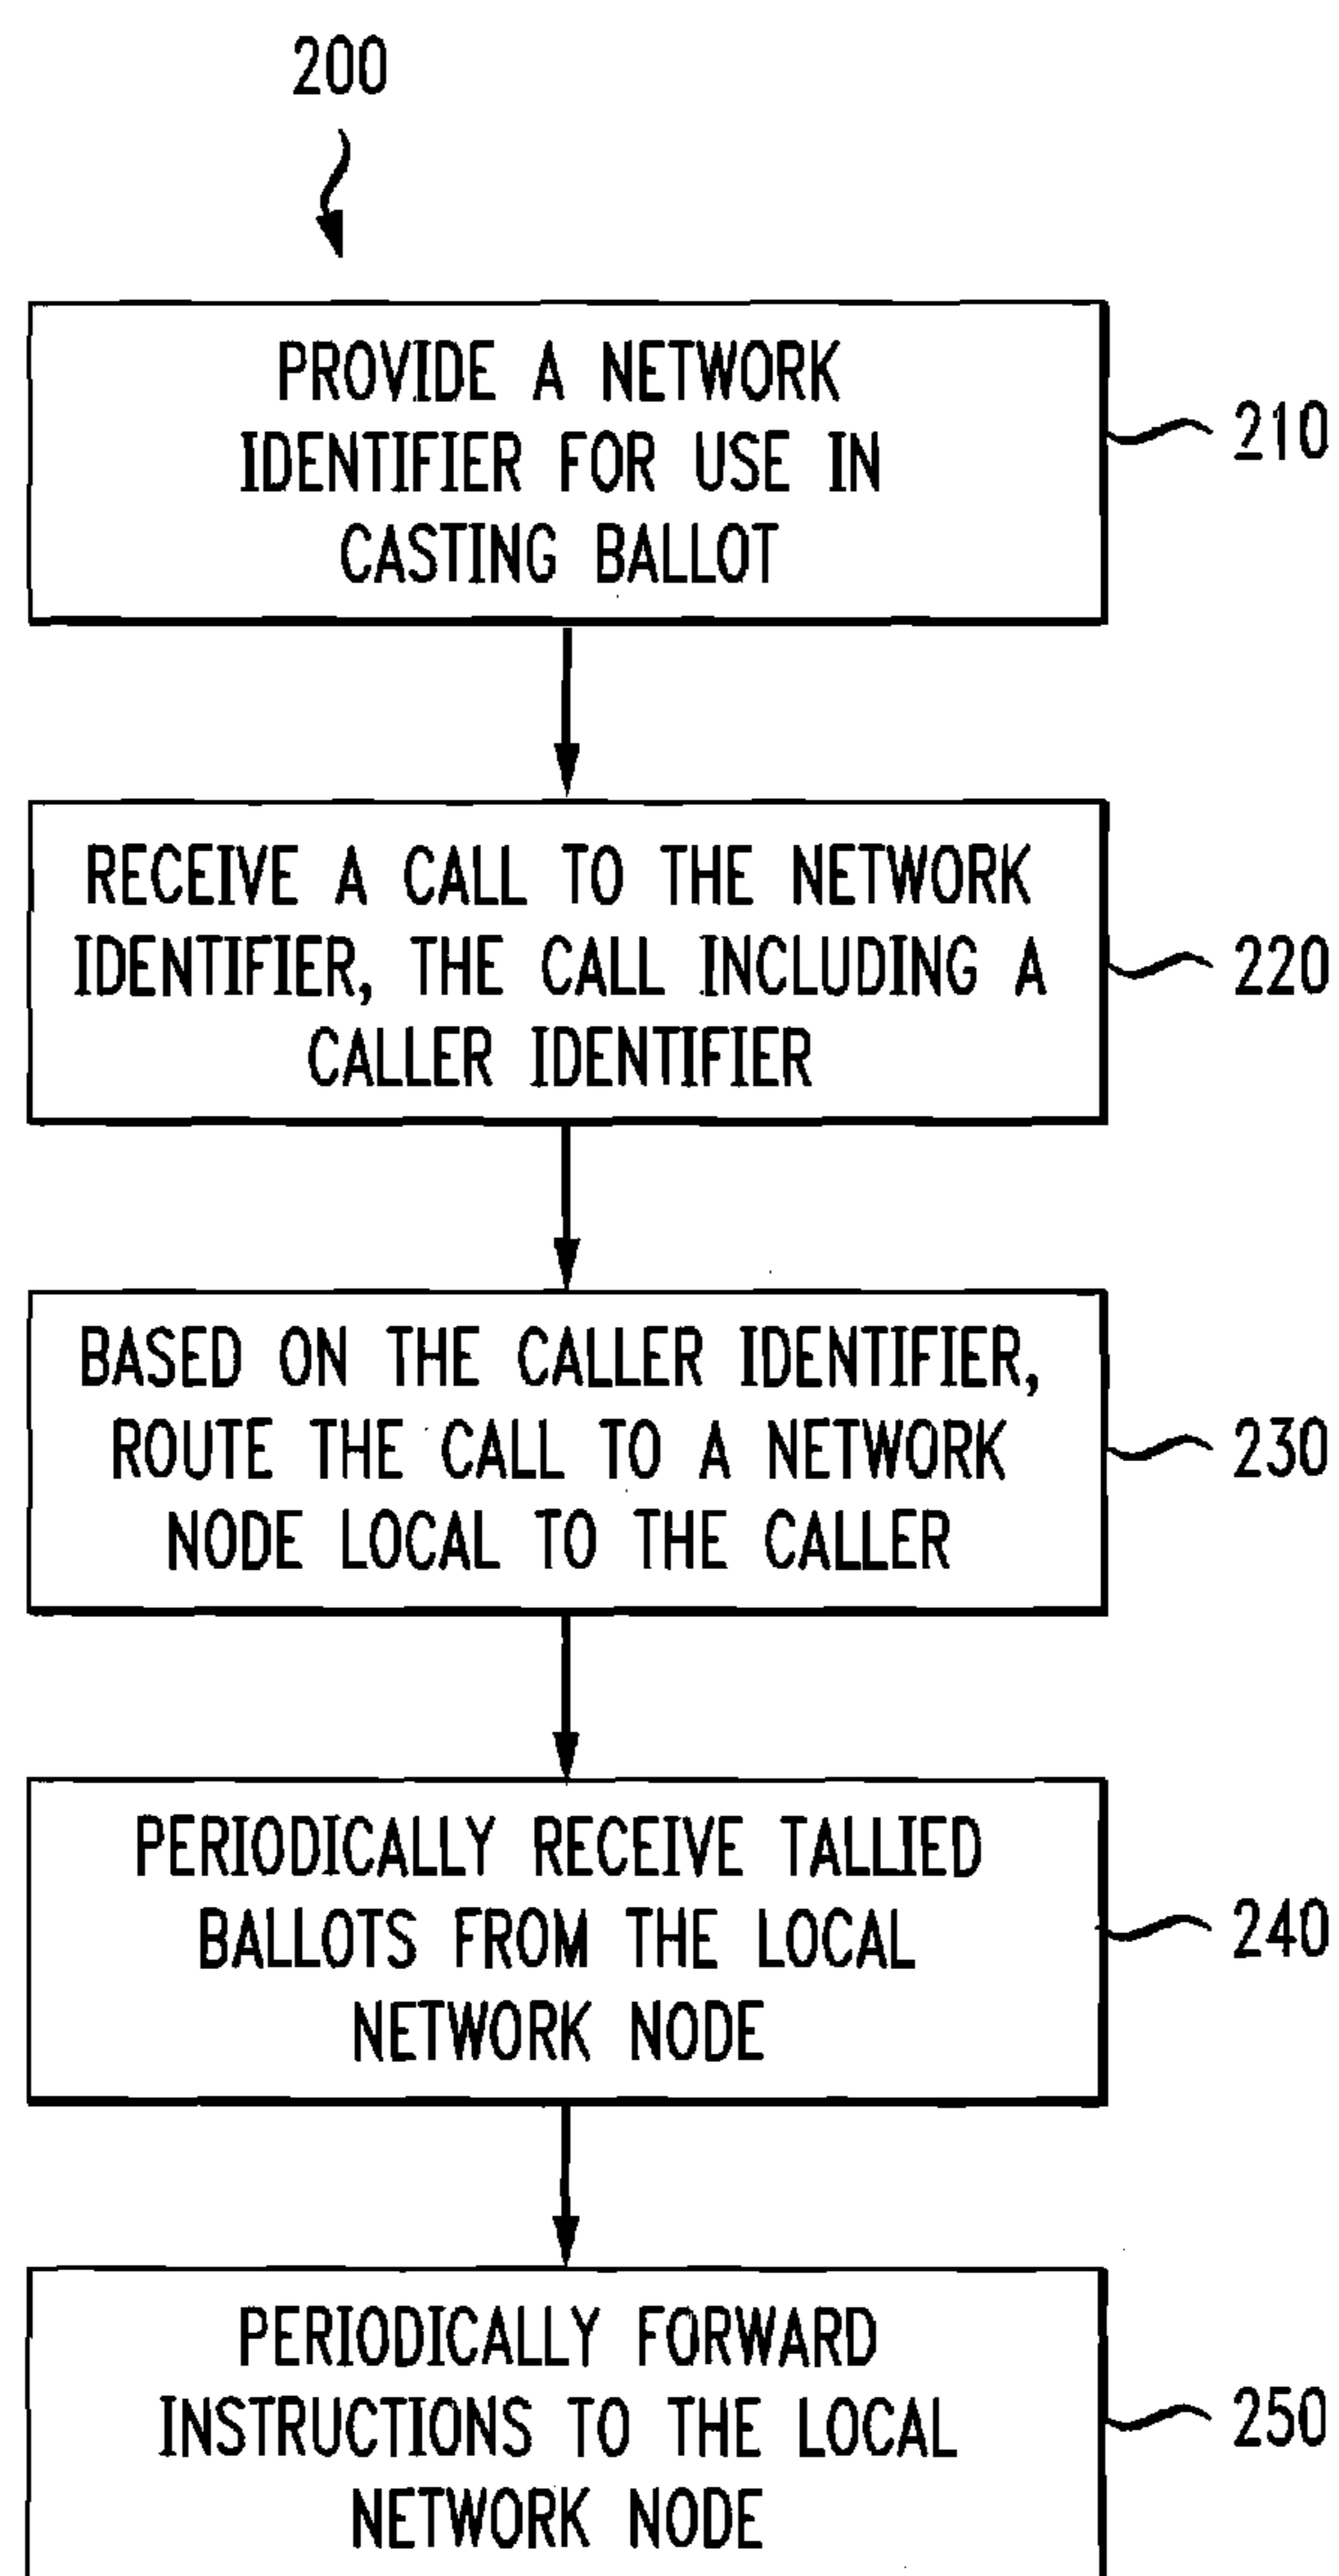 200
PROVIDE A NETWORK
IDENTIFIER FOR USE IN
CASTING BALLOT
210
RECEIVE A CALL TO THE NETWORK
IDENTIFIER, THE CALL INCLUDING A
CALLER IDENTIFIER
220
BASED ON THE CALLER IDENTIFIER,
ROUTE THE CALL TO A NETWORK
NODE LOCAL TO THE CALLER
230
PERIODICALLY RECEIVE TALLIED
BALLOTS FROM THE LOCAL
NETWORK NODE
240
PERIODICALLY FORWARD
INSTRUCTIONS TO THE LOCAL
NETWORK NODE
250